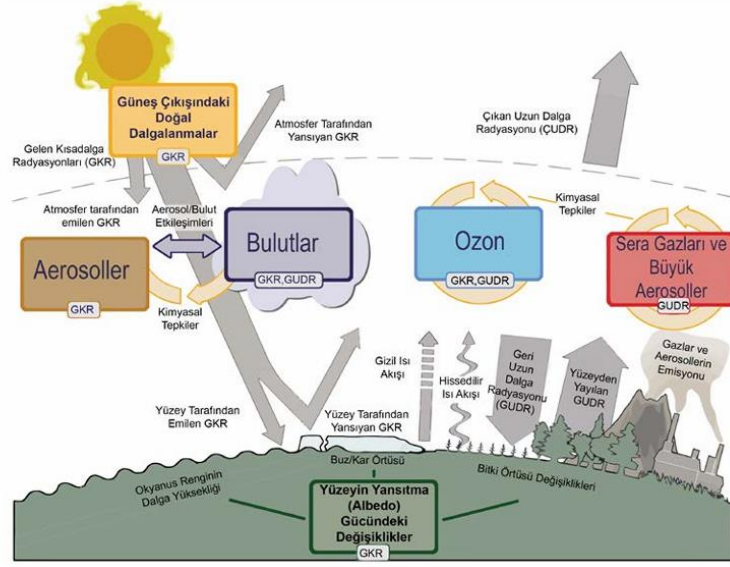 Güneş Çıkışındaki
Doğal
Dalgalanmalar
GKR
Gelen Kısadalga
Radyasyonları (GKR)
Atmosfer Tarafından
Yansıyan GKR
Çıkan Uzun Dalga
Radyasyonu (ÇUDR)
Atmosfer tarafından
emilen GKR
Aerosol/Bulut
Etkileşimleri
Kimyasal
Tepkiler
Aerosoller
GKR
Bulutlar
GKR,GUDR
Ozon
GKR,GUDR
Sera Gazları ve
Büyük
Aerosoller
GUDR
Kimyasal
Tepkiler
Gizil Isı
Akışı
Hissedilir
Isı Akışı
Geri
Uzun
Dalga
Radyasyonu
(GUDR)
Yüzeyden
Yayılan
GUDR
Gazlar ve
Aerosollerin
Emisyonu
Yüzey Tarafından
Emilen GKR
Yüzey Tarafından
Yansıyan GKR
Okyanus Renginin
Dalga Yüksekliği
Buz/Kar Örtüsü
Bitki Örtüsü Değişiklikleri
Yüzeyin Yansıtma
(Albedo)
Gücündeki
Değişiklikler
GKR